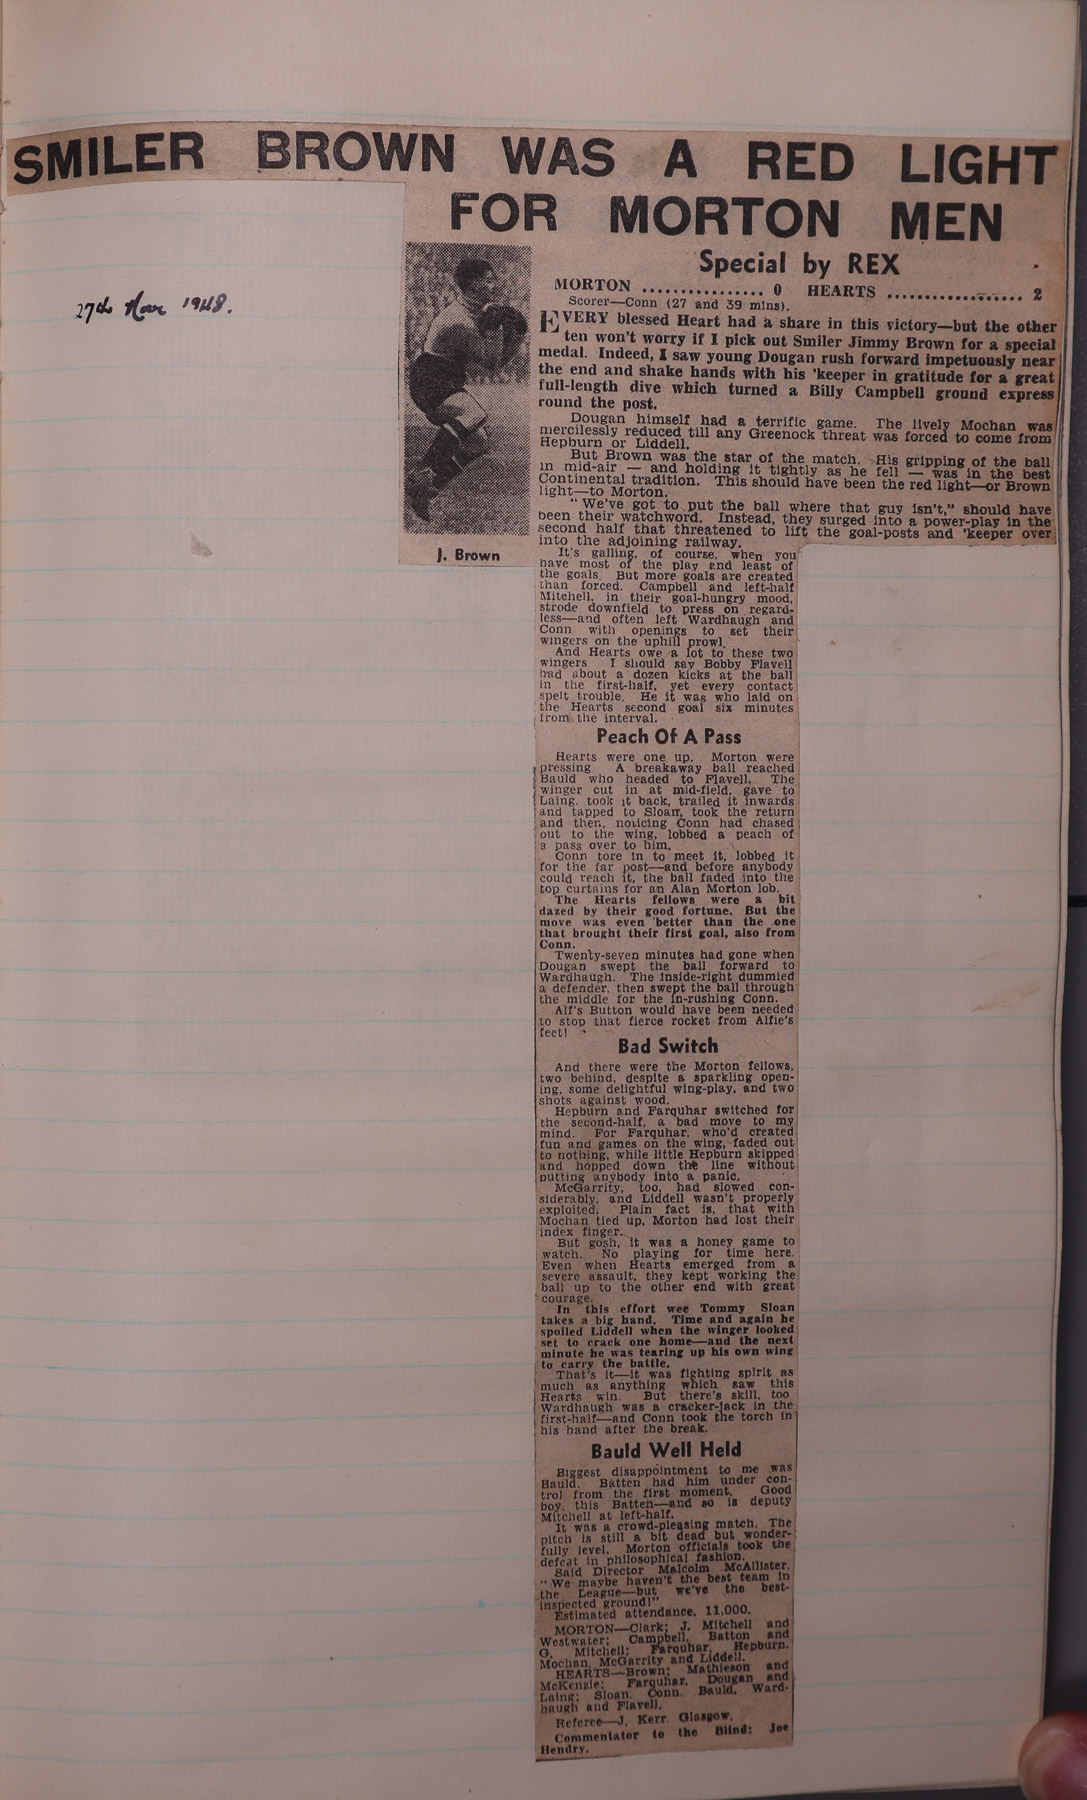 SMILER BROWN WAS A RED LIGHT
FOR MORTON MEN
27th Nov 1948.
J. Brown
Special by REX
MORTON ............... 0 HEARTS .................. 2
Scorer—Conn (27 and 39 mins).
EVERY blessed Heart had a share in this victory—but the other
ten won't worry if I pick out Smiler Jimmy Brown for a special
medal. Indeed, I saw young Dougan rush forward impetuously near
the end and shake hands with his 'keeper in gratitude for a great
full-length dive which turned a Billy Campbell ground express
round the post.
Dougan himself had a terrific game. The lively Mochan was
mercilessly reduced till any Greenock threat was forced to come from
Hepburn or Liddell.
But Brown was the star of the match. His gripping of the ball
in mid-air — and holding it tightly as he fell — was in the best
Continental tradition. This should have been the red light—or Brown
light—to Morton.
"We've got to put the ball where that guy isn't," should have
been their watchword. Instead, they surged into a power-play in the
second half that threatened to lift the goal-posts and 'keeper over
into the adjoining railway.
It's galling, of course, when you
have most of the play and least of
the goals. But more goals are created
than forced. Campbell and left-half
Mitchell, in their goal-hungry mood,
strode downfield to press on regard-
less—and often left Wardhaugh and
Conn with openings to set their
wingers on the uphill prowl.
And Hearts owe a lot to these two
wingers. I should say Bobby Flavell
had about a dozen kicks at the ball
in the first-half, yet every contact
spelt trouble. He it was who laid on
the Hearts second goal six minutes
from the interval.
Peach Of A Pass
Hearts were one up. Morton were
pressing A breakaway ball reached
Bauld who headed to Flavell. The
winger cut in at mid-field, gave to
Laing, took it back, trailed it inwards
and tapped to Sloan, took the return
and then, noticing Conn had chased
out to the wing, lobbed a peach of
a pass over to him.
Conn tore in to meet it, lobbed it
for the far post—and before anybody
could reach it, the ball faded into the
top curtains for an Alan Morton lob.
The Hearts fellows were a bit
dazed by their good fortune. But the
move was even better than the one
that brought their first goal, also from
Conn.
Twenty-seven minutes had gone when
Dougan swept the ball forward to
Wardhaugh. The inside-right dummied
a defender, then swept the ball through
the middle for the in-rushing Conn.
Alf's Button would have been needed
to stop that fierce rocket from Alfie's
feet!
Bad Switch
And there were the Morton fellows,
two behind, despite a sparkling open-
ing, some delightful wing-play, and two
shots against wood.
Hepburn and Farquhar switched for
the second-half, a bad move to my
mind. For Farquhar, who'd created
fun and games on the wing, faded out
to nothing, while little Hepburn skipped
and hopped down the line without
putting anybody into a panic.
McGarrity, too, had slowed con-
siderably, and Liddell wasn't properly
exploited. Plain fact is, that with
Mochan tied up, Morton had lost their
index finger.
But gosh, it was a honey game to
watch. No playing for time here.
Even when Hearts emerged from a
severe assault, they kept working the
ball up to the other end with great
courage.
In this effort wee Tommy Sloan
takes a big hand. Time and again he
spoiled Liddell when the winger looked
set to crack one home—and the next
minute he was tearing up his own wing
to carry the battle.
That's it—it was fighting spirit as
much as anything which saw this
Hearts win. But there's skill, too
Wardhaugh was a cracker-jack in the
first-half—and Conn took the torch in
his hand after the break.
Bauld Well Held
Biggest disappointment to me was
Bauld. Batten had him under con-
trol from the first moment. Good
boy, this Batten—and so is deputy
Mitchell at left-half.
It was a crowd-pleasing match. The
pitch is still a bit dead but wonder-
fully level. Morton officials took the
defeat in philosophical fashion.
Said Director Malcolm McAllister,
"We maybe haven't the best team in
the League—but we've the best-
inspected ground!"
Estimated attendance, 11,000.
MORTON—Clark; J. Mitchell and
Westwater; Campbell, Batton and
G. Mitchell; Farquhar, Hepburn,
Mochan, McGarrity and Liddell.
HEARTS—Brown; Mathieson and
McKenzie; Farquhar, Dougan and
Laing; Sloan, Conn, Bauld, Ward-
haugh and Flavell.
Referee—J. Kerr, Glasgow.
Commentator to the Blind: Joe
Hendry.